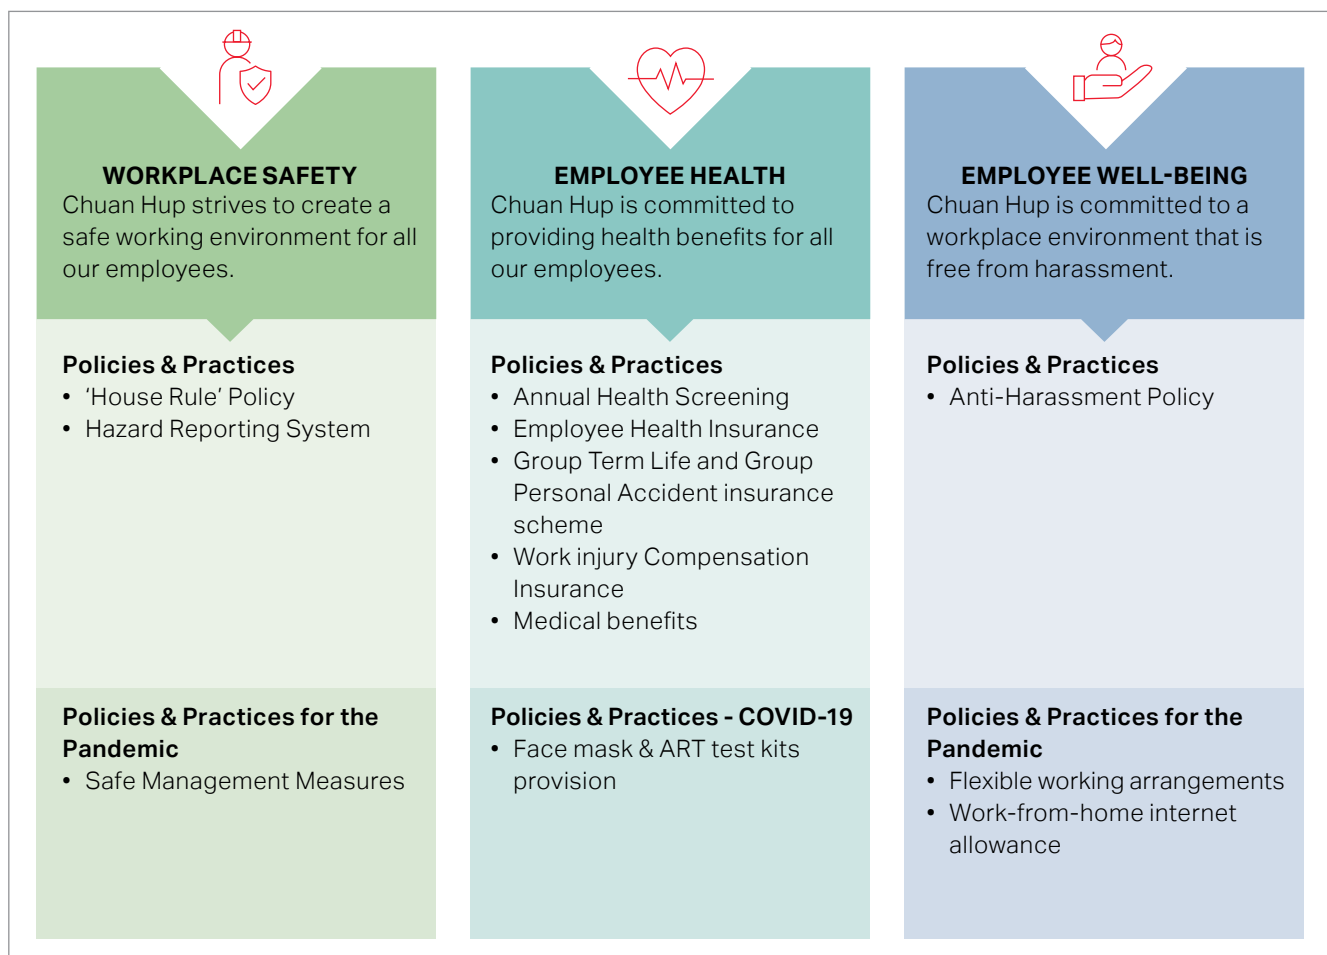 WORKPLACE SAFETY
Chuan Hup strives to create a
safe working environment for all
our employees.
Policies & Practices
• ‘House Rule’ Policy
• Hazard Reporting System
Policies & Practices for the
Pandemic
• Safe Management Measures
EMPLOYEE HEALTH
Chuan Hup is committed to
providing health benefits for all
our employees.
Policies & Practices
• Annual Health Screening
• Employee Health Insurance
• Group Term Life and Group
Personal Accident insurance
scheme
• Work injury Compensation
Insurance
• Medical benefits
Policies & Practices - COVID-19
• Face mask & ART test kits
provision
EMPLOYEE WELL-BEING
Chuan Hup is committed to a
workplace environment that is
free from harassment.
Policies & Practices
• Anti-Harassment Policy
Policies & Practices for the
Pandemic
• Flexible working arrangements
• Work-from-home internet
allowance